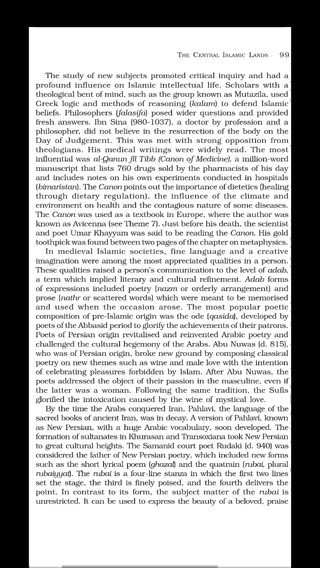 THE CENTRAL ISLAMIC LANDS 99
The study of new subjects promoted critical inquiry and had a
profound influence on Islamic intellectual life. Scholars with a
theological bent of mind, such as the group known as Mutazila, used
Greek logic and methods of reasoning (kalam) to defend Islamic
beliefs. Philosophers (falasifa) posed wider questions and provided
fresh answers. Ibn Sina (980-1037), a doctor by profession and a
philosopher, did not believe in the resurrection of the body on the
Day of Judgement. This was met with strong opposition from
theologians. His medical writings were widely read. The most
influential was al-Qanun fil Tibb (Canon of Medicine), a million-word
manuscript that lists 760 drugs sold by the pharmacists of his day
and includes notes on his own experiments conducted in hospitals
(bimaristan). The Canon points out the importance of dietetics (healing
through dietary regulation), the influence of the climate and
environment on health and the contagious nature of some diseases.
The Canon was used as a textbook in Europe, where the author was
known as Avicenna (see Theme 7). Just before his death, the scientist
and poet Umar Khayyam was said to be reading the Canon. His gold
toothpick was found between two pages of the chapter on metaphysics.
In medieval Islamic societies, fine language and a creative
imagination were among the most appreciated qualities in a person.
These qualities raised a person's communication to the level of adab,
a term which implied literary and cultural refinement. Adab forms
of expressions included poetry (nazm or orderly arrangement) and
prose (nathr or scattered words) which were meant to be memorised
and used when the occasion arose. The most popular poetic
composition of pre-Islamic origin was the ode (qasida), developed by
poets of the Abbasid period to glorify the achievements of their patrons.
Poets of Persian origin revitalised and reinvented Arabic poetry and
challenged the cultural hegemony of the Arabs. Abu Nuwas (d. 815),
who was of Persian origin, broke new ground by composing classical
poetry on new themes such as wine and male love with the intention
of celebrating pleasures forbidden by Islam. After Abu Nuwas, the
poets addressed the object of their passion in the masculine, even if
the latter was a woman. Following the same tradition, the Sufis
glorified the intoxication caused by the wine of mystical love.
By the time the Arabs conquered Iran, Pahlavi, the language of the
sacred books of ancient Iran, was in decay. A version of Pahlavi, known
as New Persian, with a huge Arabic vocabulary, soon developed. The
formation of sultanates in Khurasan and Transoxiana took New Persian
to great cultural heights. The Samanid court poet Rudaki (d. 940) was
considered the father of New Persian poetry, which included new forms
such as the short lyrical poem (ghazal) and the quatrain (rubai, plural
rubaiyyat). The rubai is a four-line stanza in which the first two lines
set the stage, the third is finely poised, and the fourth delivers the
point. In contrast to its form, the subject matter of the rubai is
unrestricted. It can be used to express the beauty of a beloved, praise